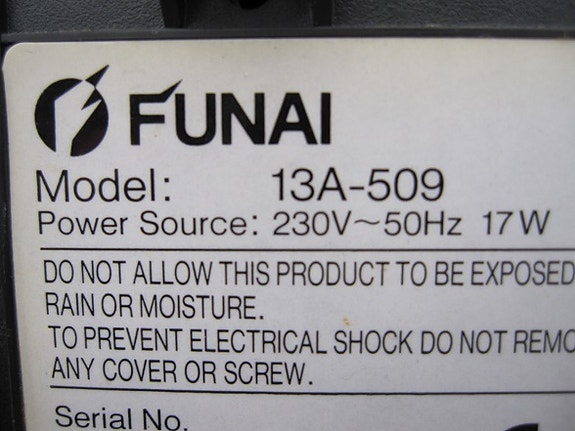 FUNAI
Model: 13A-509
Power Source: 230V~50Hz 17W
DO NOT ALLOW THIS PRODUCT TO BE EXPOSED
RAIN OR MOISTURE.
TO PREVENT ELECTRICAL SHOCK DO NOT REMO
ANY COVER OR SCREW.
Serial No.